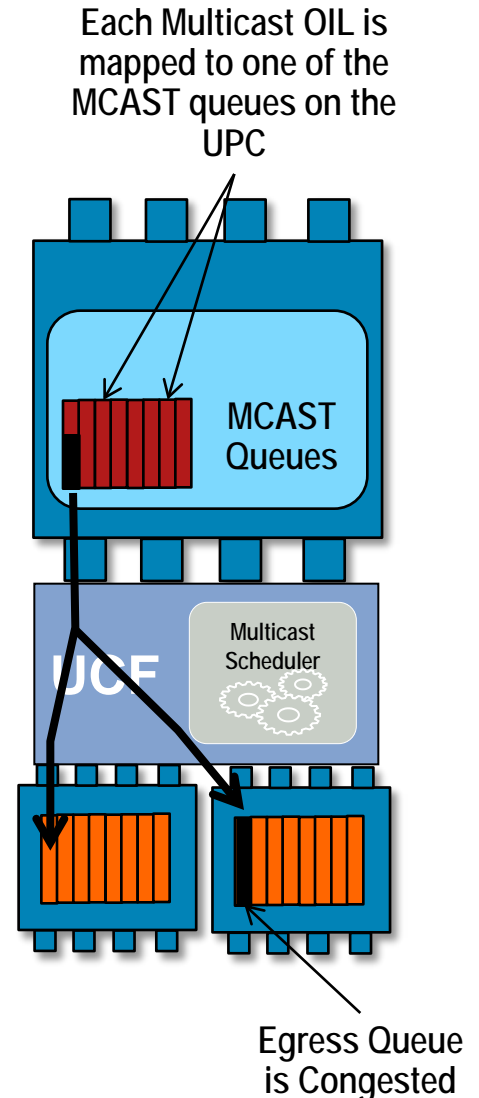 Each Multicast OIL is
mapped to one of the
MCAST queues on the
UPC
MCAST
Queues
Multicast
Scheduler
UCF
Egress Queue
is Congested